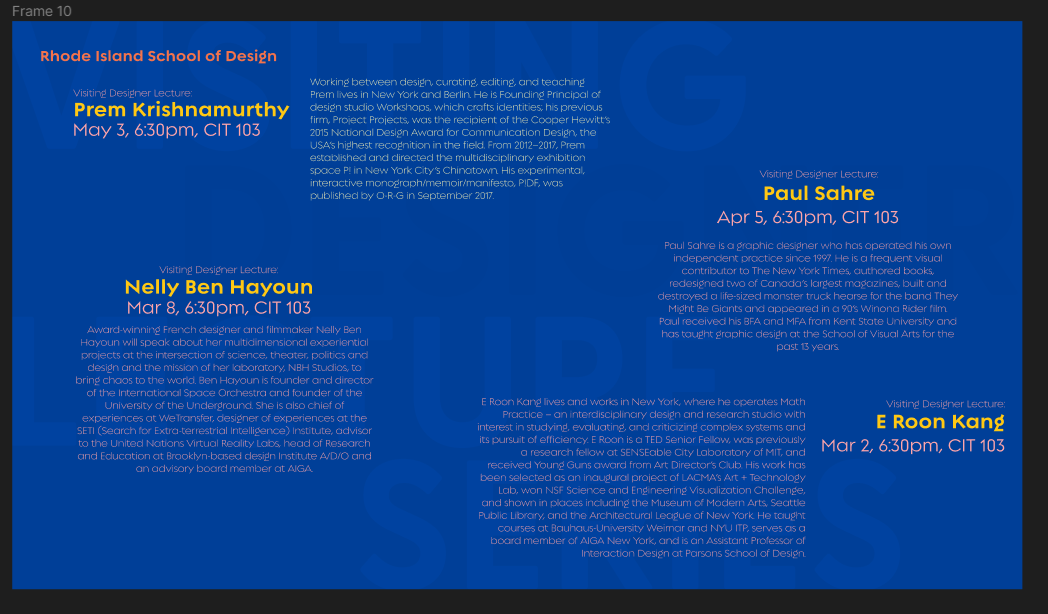 Frame 10
VISITING
DESIGNER
LECTURE
SERIES
Rhode Island School of Design
Visiting Designer Lecture:
Prem Krishnamurthy
May 3, 6:30pm, CIT 103
Working between design, curating, editing, and teaching
Prem lives in New York and Berlin. He is Founding Principal of
design studio Workshops, which crafts identities; his previous
firm, Project Projects, was the recipient of the Cooper Hewitt's
2015 National Design Award for Communication Design, the
USA's highest recognition in the field. From 2012–2017, Prem
established and directed the multidisciplinary exhibition
space P! in New York City's Chinatown. His experimental,
interactive monograph/memoir/manifesto, P!DF, was
published by O-R-G in September 2017.
Visiting Designer Lecture:
Paul Sahre
Apr 5, 6:30pm, CIT 103
Paul Sahre is a graphic designer who has operated his own
independent practice since 1997. He is a frequent visual
contributor to The New York Times, authored books,
redesigned two of Canada's largest magazines, built and
destroyed a life-sized monster truck hearse for the band They
Might Be Giants and appeared in a 90's Winona Rider film.
Paul received his BFA and MFA from Kent State University and
has taught graphic design at the School of Visual Arts for the
past 13 years.
Visiting Designer Lecture:
Nelly Ben Hayoun
Mar 8, 6:30pm, CIT 103
Award-winning French designer and filmmaker Nelly Ben
Hayoun will speak about her multidimensional experiential
projects at the intersection of science, theater, politics and
design and the mission of her laboratory, NBH Studios, to
bring chaos to the world. Ben Hayoun is founder and director
of the International Space Orchestra and founder of the
University of the Underground. She is also chief of
experiences at WeTransfer, designer of experiences at the
SETI (Search for Extra-terrestrial Intelligence) Institute, advisor
to the United Nations Virtual Reality Labs, head of Research
and Education at Brooklyn-based design Institute A/D/O and
an advisory board member at AIGA.
E Roon Kang lives and works in New York, where he operates Math
Practice – an interdisciplinary design and research studio with
interest in studying, evaluating, and criticizing complex systems and
its pursuit of efficiency. E Roon is a TED Senior Fellow, was previously
a research fellow at SENSEable City Laboratory of MIT, and
received Young Guns award from Art Director's Club. His work has
been selected as an inaugural project of LACMA's Art + Technology
Lab, won NSF Science and Engineering Visualization Challenge,
and shown in places including the Museum of Modern Arts, Seattle
Public Library, and the Architectural League of New York. He taught
courses at Bauhaus-University Weimar and NYU ITP, serves as a
board member of AIGA New York, and is an Assistant Professor of
Interaction Design at Parsons School of Design.
Visiting Designer Lecture:
E Roon Kang
Mar 2, 6:30pm, CIT 103